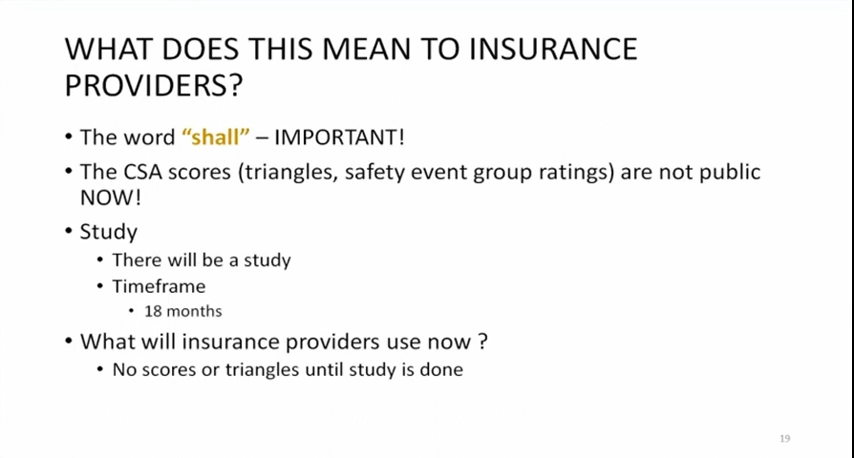 WHAT DOES THIS MEAN TO INSURANCE
PROVIDERS?
• The word “shall” – IMPORTANT!
• The CSA scores (triangles, safety event group ratings) are not public
NOW!
• Study
• There will be a study
• Timeframe
• 18 months
• What will insurance providers use now ?
• No scores or triangles until study is done
19